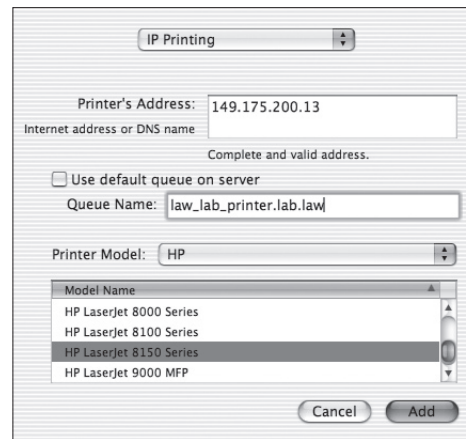 IP Printing
Printer's Address: 149.175.200.13
Internet address or DNS name
Complete and valid address.
Use default queue on server
Queue Name: law_lab_printer.lab.law
Printer Model: HP
Model Name
HP LaserJet 8000 Series
HP LaserJet 8100 Series
HP LaserJet 8150 Series
HP LaserJet 9000 MFP
Cancel Add